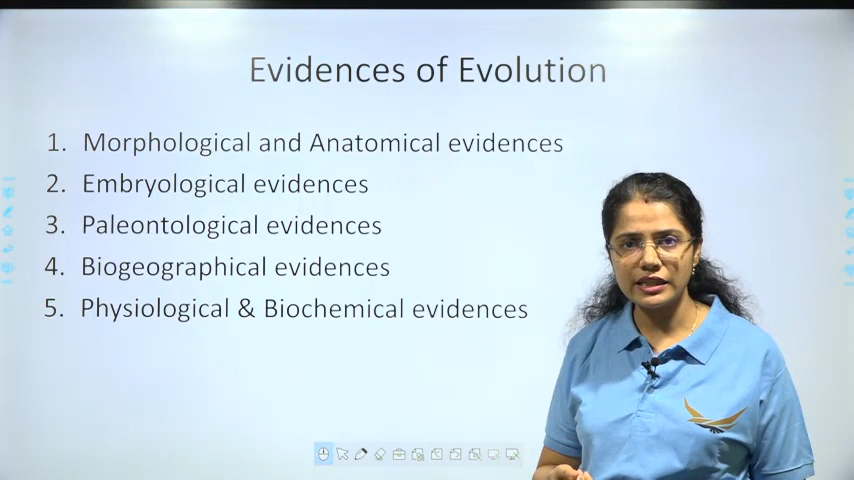 Evidences of Evolution
1. Morphological and Anatomical evidences
2. Embryological evidences
3. Paleontological evidences
4. Biogeographical evidences
5. Physiological & Biochemical evidences